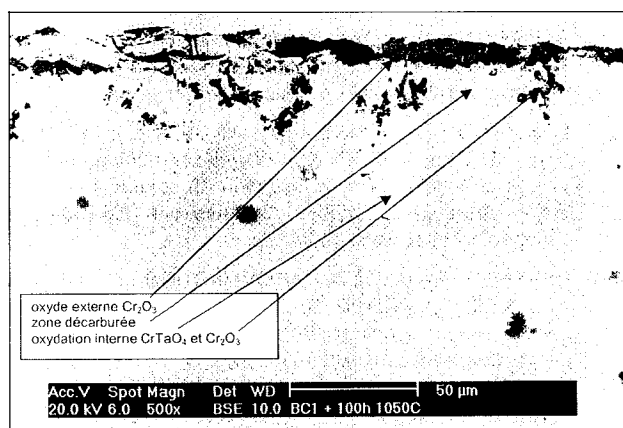 oxyde externe Cr₂O₃
zone décarburée
oxydation interne CrTaO₄ et Cr₂O₃
Acc.V Spot Magn Det WD 50 µm
20.0 kV 6.0 500x BSE 10.0 BC1 + 100h 1050C